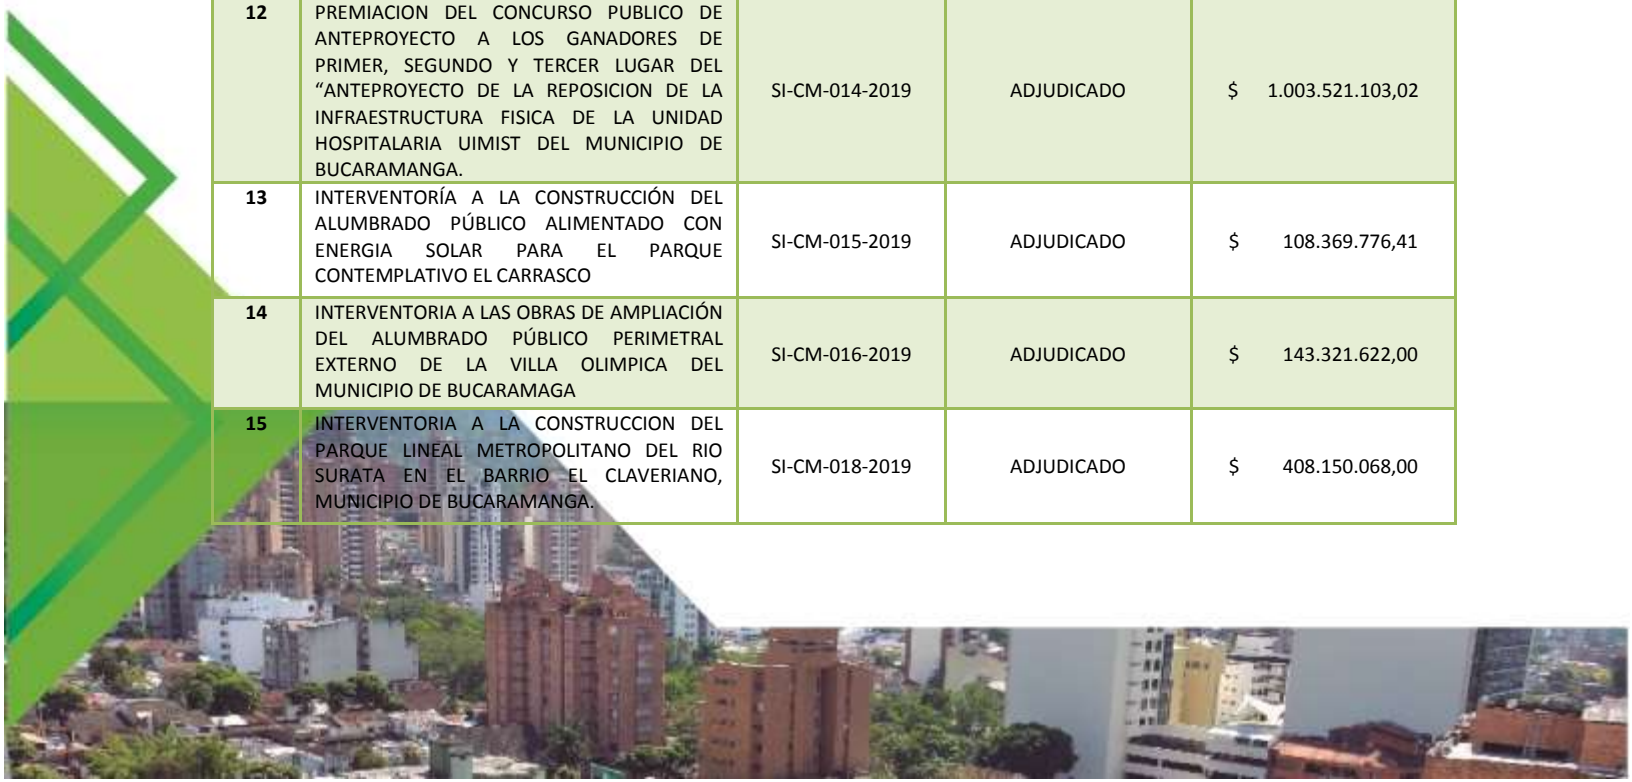 12
PREMIACION DEL CONCURSO PUBLICO DE
ANTEPROYECTO A LOS GANADORES DE
PRIMER, SEGUNDO Y TERCER LUGAR DEL
“ANTEPROYECTO DE LA REPOSICION DE LA
INFRAESTRUCTURA FISICA DE LA UNIDAD
HOSPITALARIA UIMIST DEL MUNICIPIO DE
BUCARAMANGA.
SI-CM-014-2019
ADJUDICADO
$ 1.003.521.103,02
13
INTERVENTORÍA A LA CONSTRUCCIÓN DEL
ALUMBRADO PÚBLICO ALIMENTADO CON
ENERGIA SOLAR PARA EL PARQUE
CONTEMPLATIVO EL CARRASCO
SI-CM-015-2019
ADJUDICADO
$ 108.369.776,41
14
INTERVENTORIA A LAS OBRAS DE AMPLIACIÓN
DEL ALUMBRADO PÚBLICO PERIMETRAL
EXTERNO DE LA VILLA OLIMPICA DEL
MUNICIPIO DE BUCARAMAGA
SI-CM-016-2019
ADJUDICADO
$ 143.321.622,00
15
INTERVENTORIA A LA CONSTRUCCION DEL
PARQUE LINEAL METROPOLITANO DEL RIO
SURATA EN EL BARRIO EL CLAVERIANO,
MUNICIPIO DE BUCARAMANGA.
SI-CM-018-2019
ADJUDICADO
$ 408.150.068,00